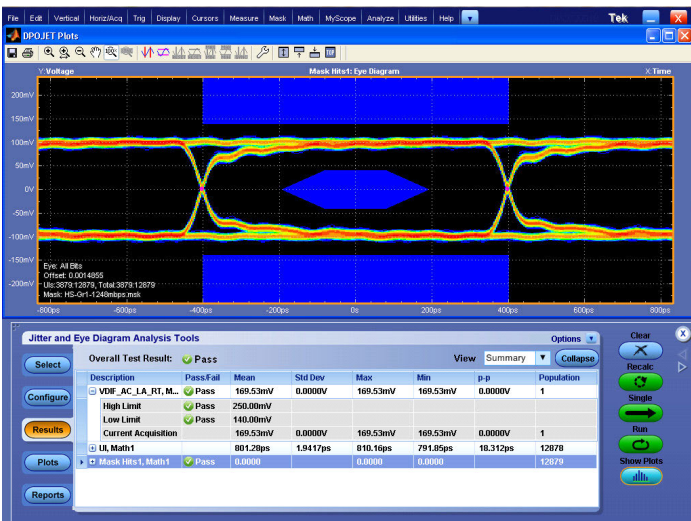 File Edit Vertical Horiz/Acq Trig Display Cursors Measure Mask Math MyScope Analyze Utilities Help Tek
DPOJET Plots
Y:Voltage Mask Hits1: Eye Diagram X:Time
200mV
150mV
100mV
50mV
0V
-50mV
-100mV
-150mV
-200mV
Eye: All Bits
Offset: 0.0014855
UIs:3879:12879, Total:3879:12879
Mask: HS-Gr1-1248mbps.msk
-800ps -600ps -400ps -200ps 0s 200ps 400ps 600ps 800ps
Jitter and Eye Diagram Analysis Tools Options Clear
Select Overall Test Result: Pass View Summary Collapse
Recalc
Description Pass/Fail Mean Std Dev Max Min p-p Population
VDIF_AC_LA_RT, M... Pass 169.53mV 0.0000V 169.53mV 169.53mV 0.0000V 1
Configure High Limit Pass 250.00mV Single
Low Limit Pass 140.00mV
Results Current Acquisition 169.53mV 0.0000V 169.53mV 169.53mV 0.0000V 1 Run
UI, Math1 801.28ps 1.9417ps 810.16ps 791.85ps 18.312ps 12878
Plots Mask Hits1, Math1 Pass 0.0000 0.0000 0.0000 12879 Show Plots
Reports